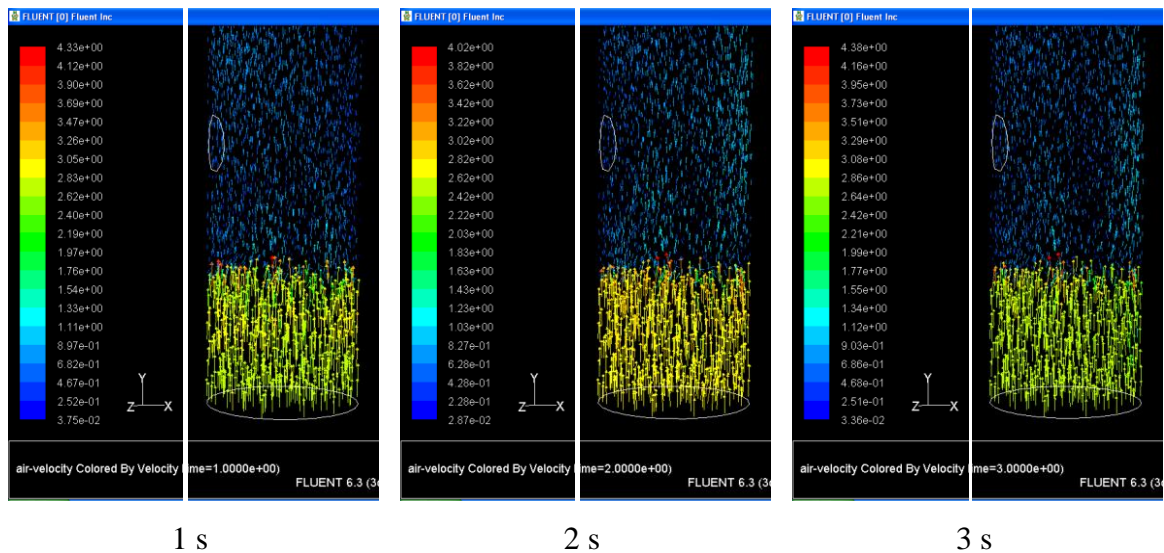 FLUENT [0] Fluent Inc
4.33e+00
4.12e+00
3.90e+00
3.69e+00
3.47e+00
3.26e+00
3.05e+00
2.83e+00
2.62e+00
2.40e+00
2.19e+00
1.97e+00
1.76e+00
1.54e+00
1.33e+00
1.11e+00
8.97e-01
6.82e-01
4.67e-01
2.52e-01
3.75e-02
Y
Z X
air-velocity Colored By Velocity ime=1.0000e+00)
FLUENT 6.3 (3
1 s
FLUENT [0] Fluent Inc
4.02e+00
3.82e+00
3.62e+00
3.42e+00
3.22e+00
3.02e+00
2.82e+00
2.62e+00
2.42e+00
2.22e+00
2.03e+00
1.83e+00
1.63e+00
1.43e+00
1.23e+00
1.03e+00
8.27e-01
6.28e-01
4.28e-01
2.28e-01
2.87e-02
Y
Z X
air-velocity Colored By Velocity ime=2.0000e+00)
FLUENT 6.3 (3
2 s
FLUENT [0] Fluent Inc
4.38e+00
4.16e+00
3.95e+00
3.73e+00
3.51e+00
3.29e+00
3.08e+00
2.86e+00
2.64e+00
2.42e+00
2.21e+00
1.99e+00
1.77e+00
1.55e+00
1.34e+00
1.12e+00
9.03e-01
6.86e-01
4.68e-01
2.51e-01
3.36e-02
Y
Z X
air-velocity Colored By Velocity ime=3.0000e+00)
FLUENT 6.3 (3
3 s